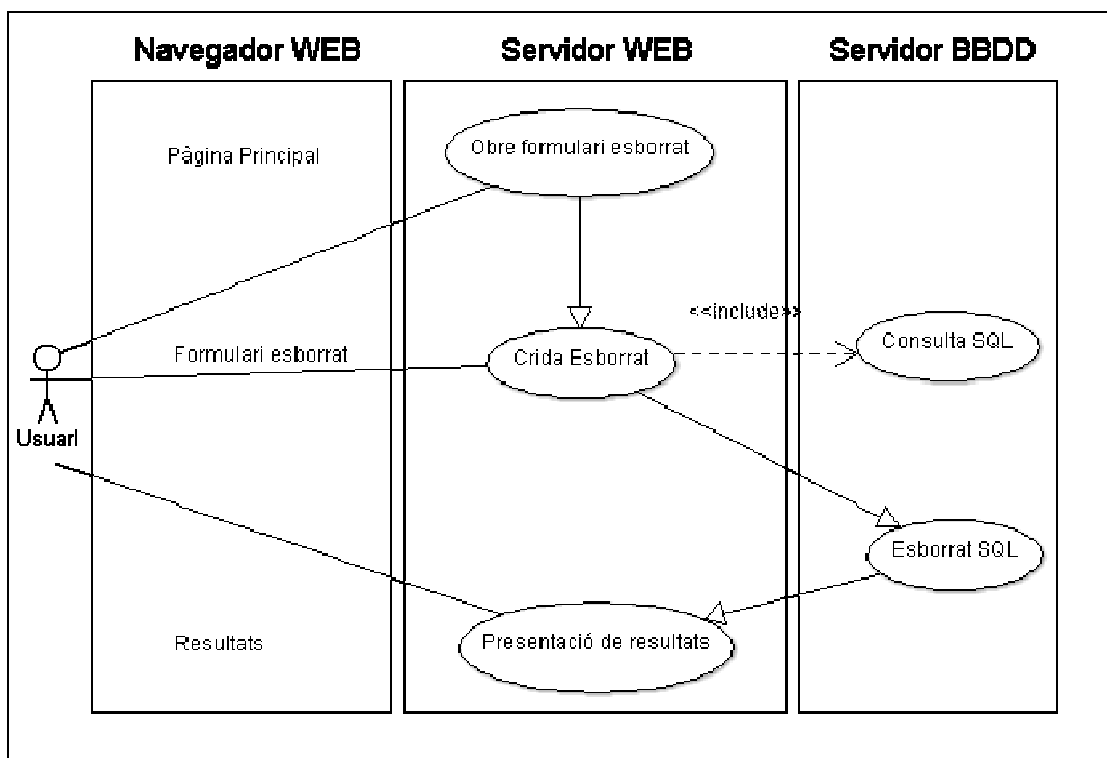 Navegador WEB
Servidor WEB
Servidor BBDD
Obre formulari esborrat
Pàgina Principal
<<include>>
Formulari esborrat
Crida Esborrat
Consulta SQL
Usuari
Esborrat SQL
Resultats
Presentació de resultats